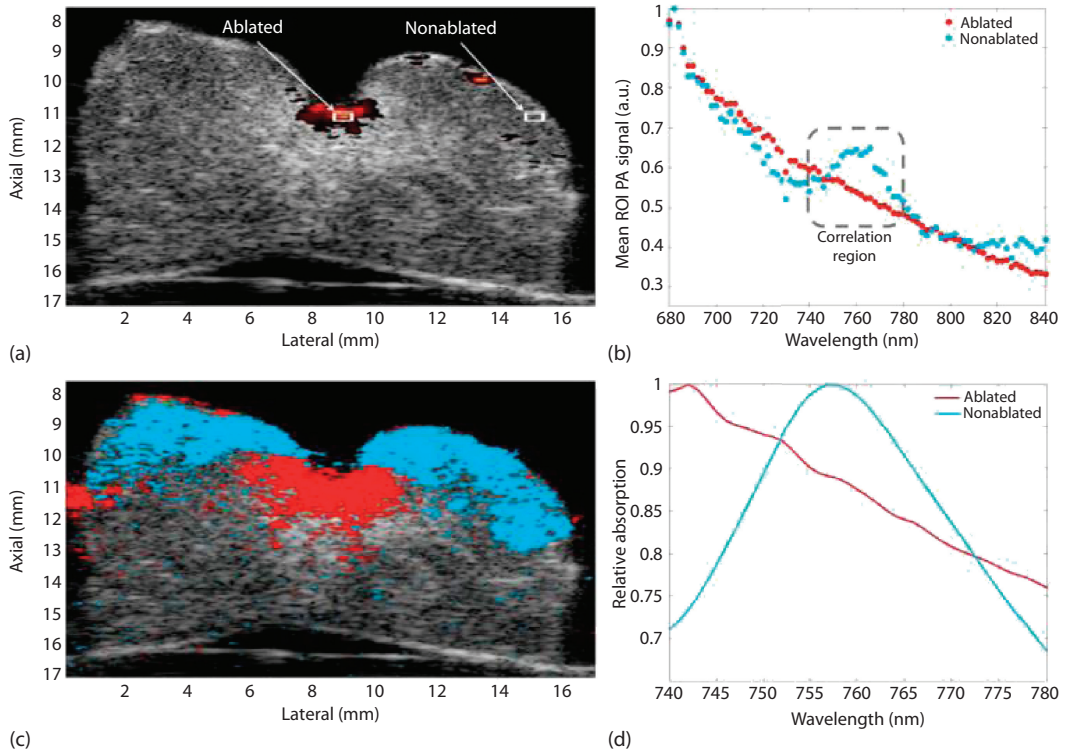 Ablated
Nonablated
8
9
10
11
12
13
14
15
16
17
Axial (mm)
2
4
6
8
10
12
14
16
Lateral (mm)
(a)
1
0.9
0.8
0.7
0.6
0.5
0.4
0.3
Mean ROI PA signal (a.u.)
Ablated
Nonablated
Correlation
region
680 700 720 740 760 780 800 820 840
Wavelength (nm)
(b)
8
9
10
11
12
13
14
15
16
17
Axial (mm)
2
4
6
8
10
12
14
16
Lateral (mm)
(c)
1
0.95
0.9
0.85
0.8
0.75
0.7
Relative absorption
Ablated
Nonablated
740 745 750 755 760 765 770 775 780
Wavelength (nm)
(d)